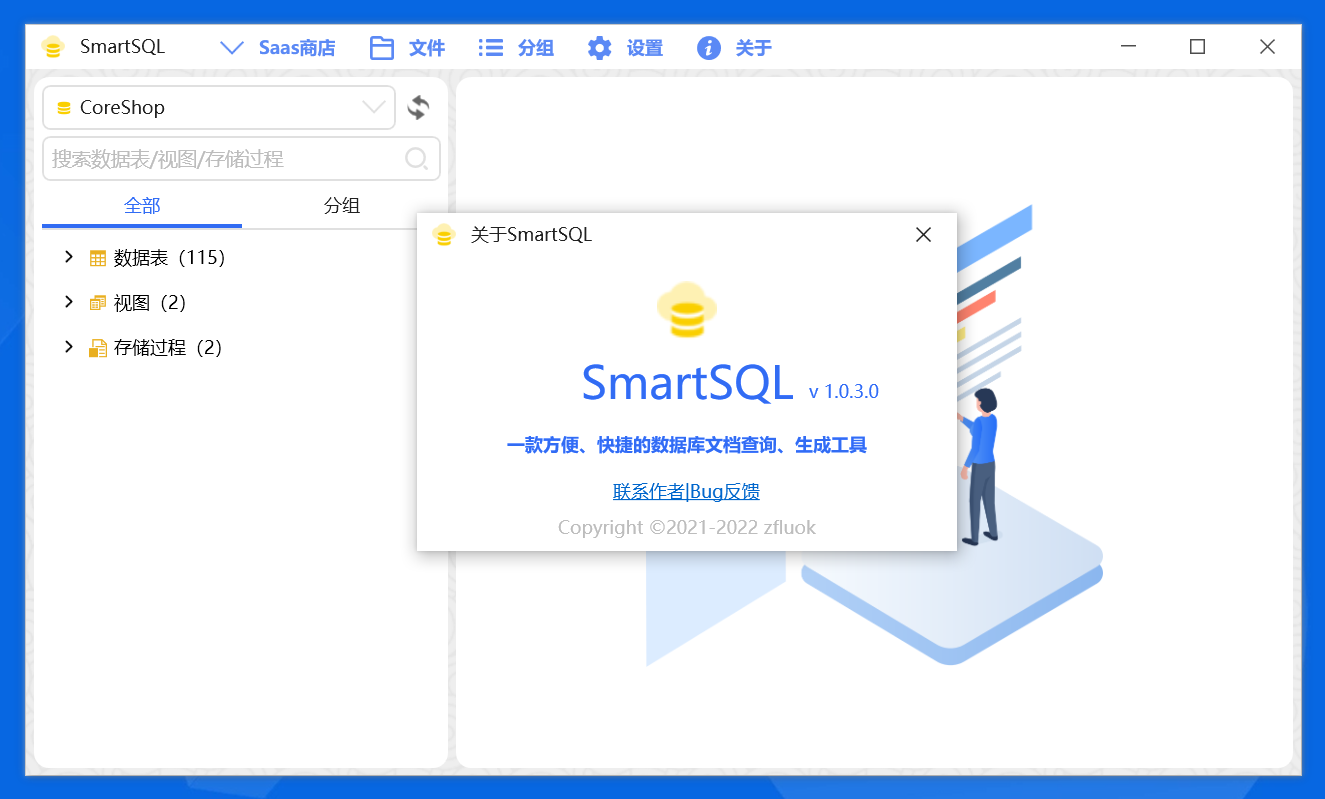 SmartSQL
Saas商店
文件
分组
设置
关于
CoreShop
搜索数据表/视图/存储过程
全部
分组
数据表（115）
视图（2）
存储过程（2）
关于SmartSQL
SmartSQL v 1.0.3.0
一款方便、快捷的数据库文档查询、生成工具
联系作者|Bug反馈
Copyright ©2021-2022 zfluok